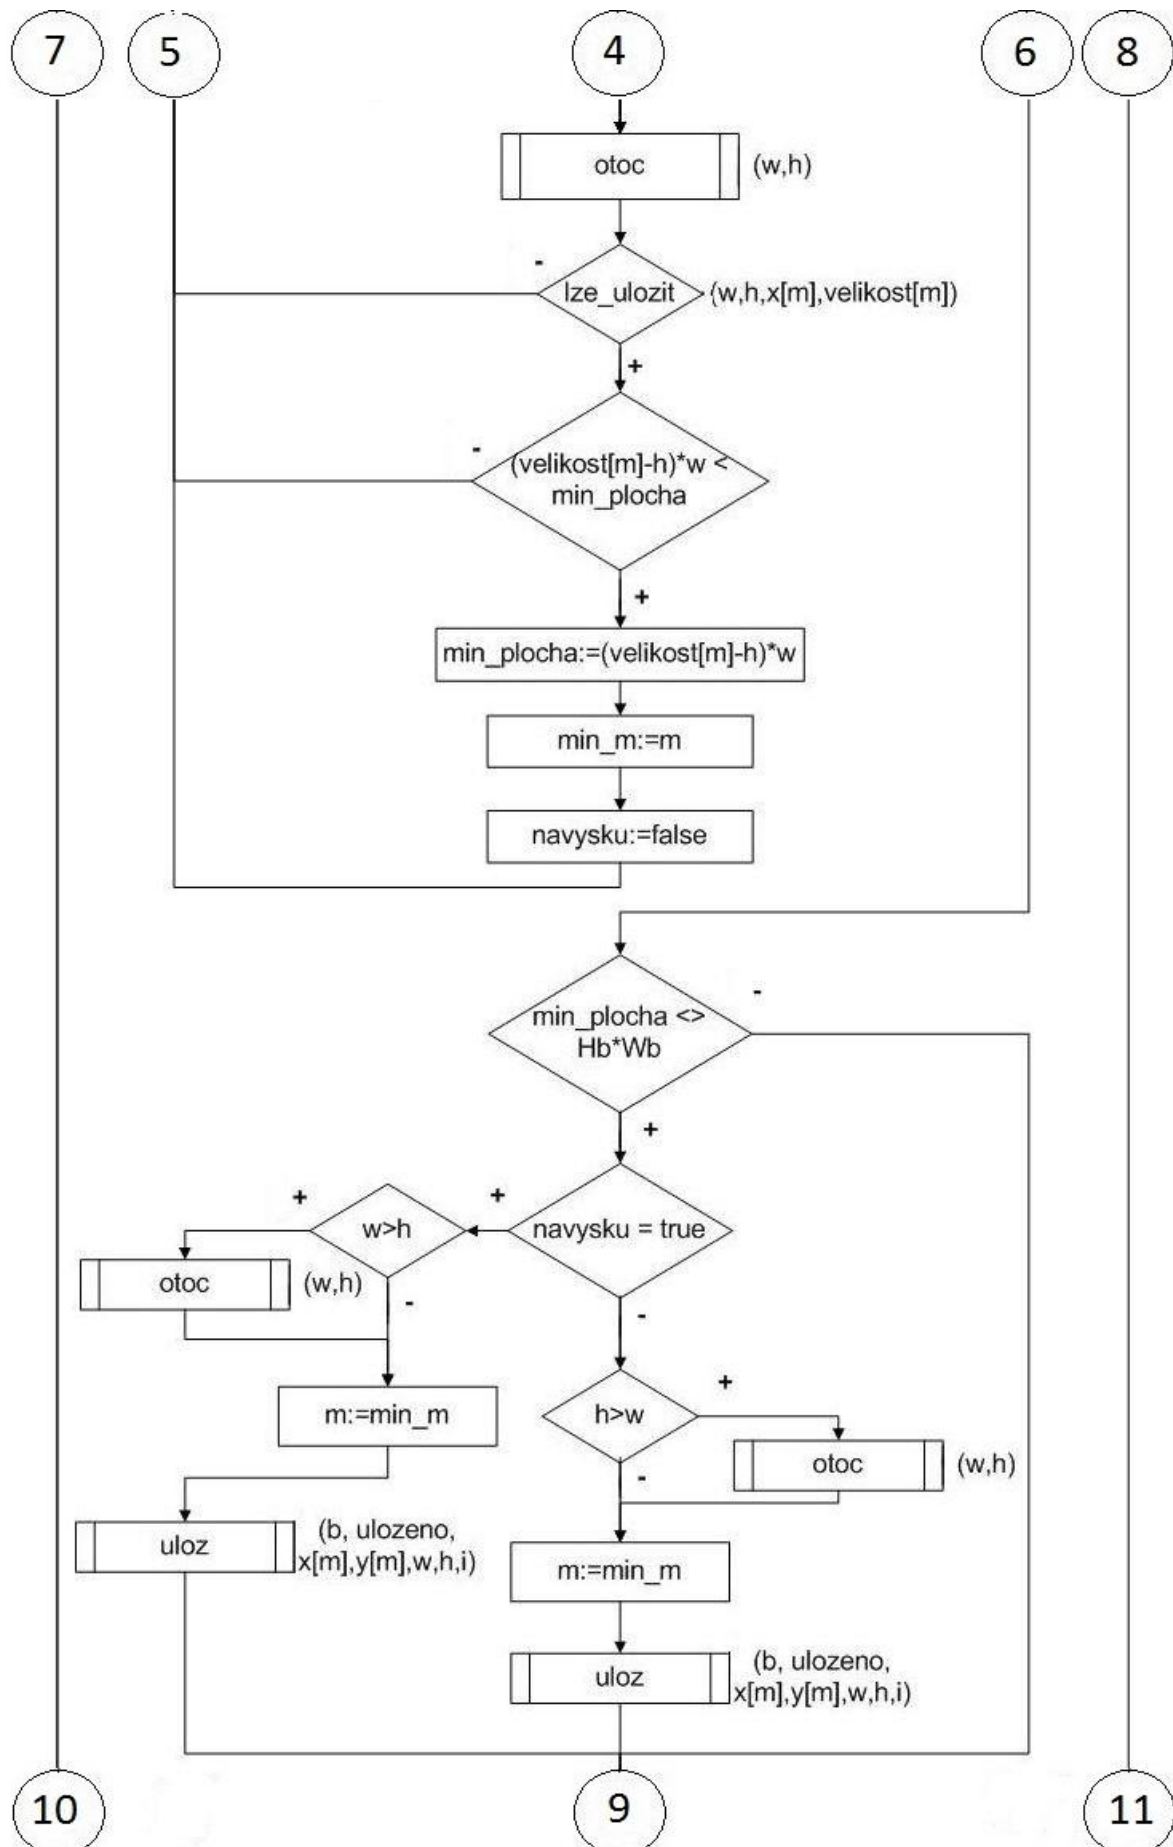 7
5
4
6
8
otoc
(w,h)
-
lze_ulozit
(w,h,x[m],velikost[m])
+
-
(velikost[m]-h)*w <
min_plocha
+
min_plocha:=(velikost[m]-h)*w
min_m:=m
navysku:=false
-
min_plocha <>
Hb*Wb
+
+
w>h
+
navysku = true
otoc
(w,h)
-
-
+
m:=min_m
h>w
otoc
(w,h)
-
uloz
(b, ulozeno,
x[m],y[m],w,h,i)
m:=min_m
uloz
(b, ulozeno,
x[m],y[m],w,h,i)
10
9
11